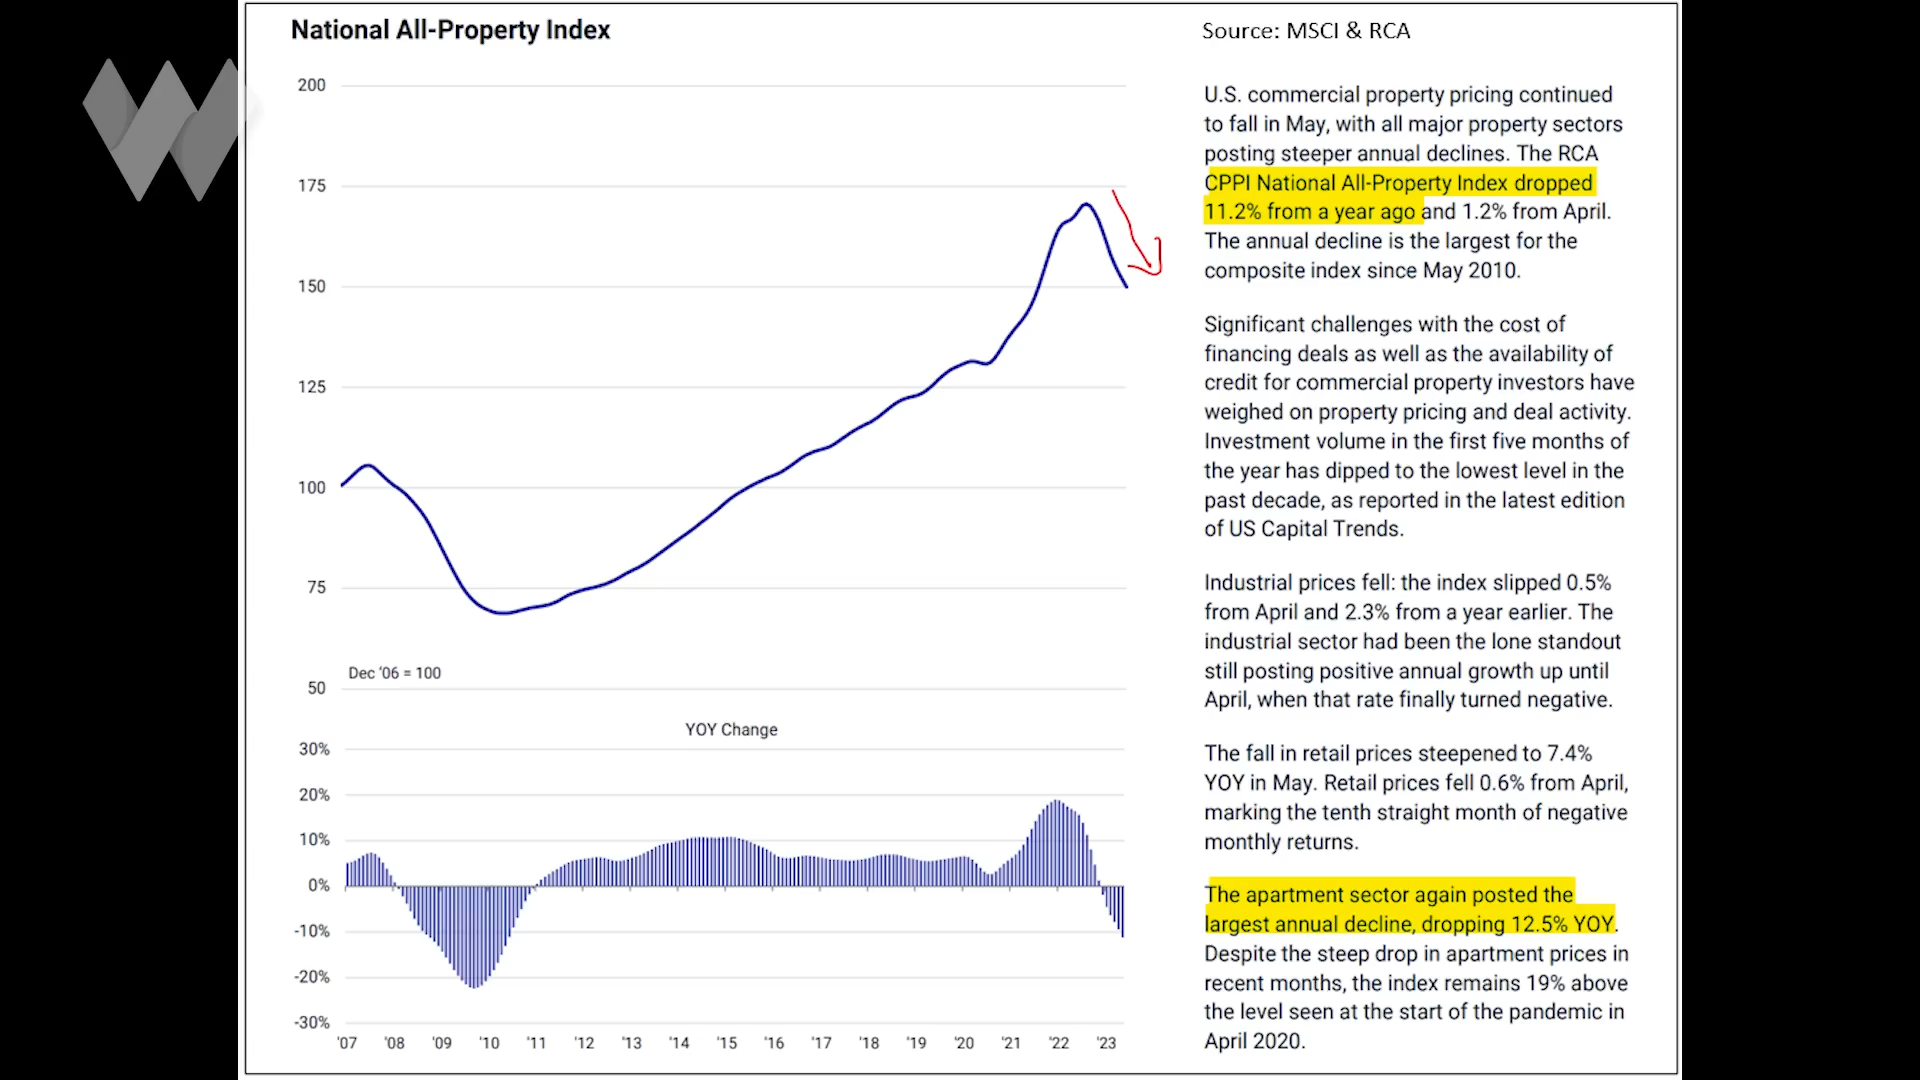 National All-Property Index
Source: MSCI & RCA
200
175
150
125
100
75
50
Dec ‘06 = 100
YOY Change
30%
20%
10%
0%
-10%
-20%
-30%
'07 '08 '09 '10 '11 '12 '13 '14 '15 '16 '17 '18 '19 '20 '21 '22 '23
U.S. commercial property pricing continued
to fall in May, with all major property sectors
posting steeper annual declines. The RCA
CPPI National All-Property Index dropped
11.2% from a year ago and 1.2% from April.
The annual decline is the largest for the
composite index since May 2010.
Significant challenges with the cost of
financing deals as well as the availability of
credit for commercial property investors have
weighed on property pricing and deal activity.
Investment volume in the first five months of
the year has dipped to the lowest level in the
past decade, as reported in the latest edition
of US Capital Trends.
Industrial prices fell: the index slipped 0.5%
from April and 2.3% from a year earlier. The
industrial sector had been the lone standout
still posting positive annual growth up until
April, when that rate finally turned negative.
The fall in retail prices steepened to 7.4%
YOY in May. Retail prices fell 0.6% from April,
marking the tenth straight month of negative
monthly returns.
The apartment sector again posted the
largest annual decline, dropping 12.5% YOY.
Despite the steep drop in apartment prices in
recent months, the index remains 19% above
the level seen at the start of the pandemic in
April 2020.